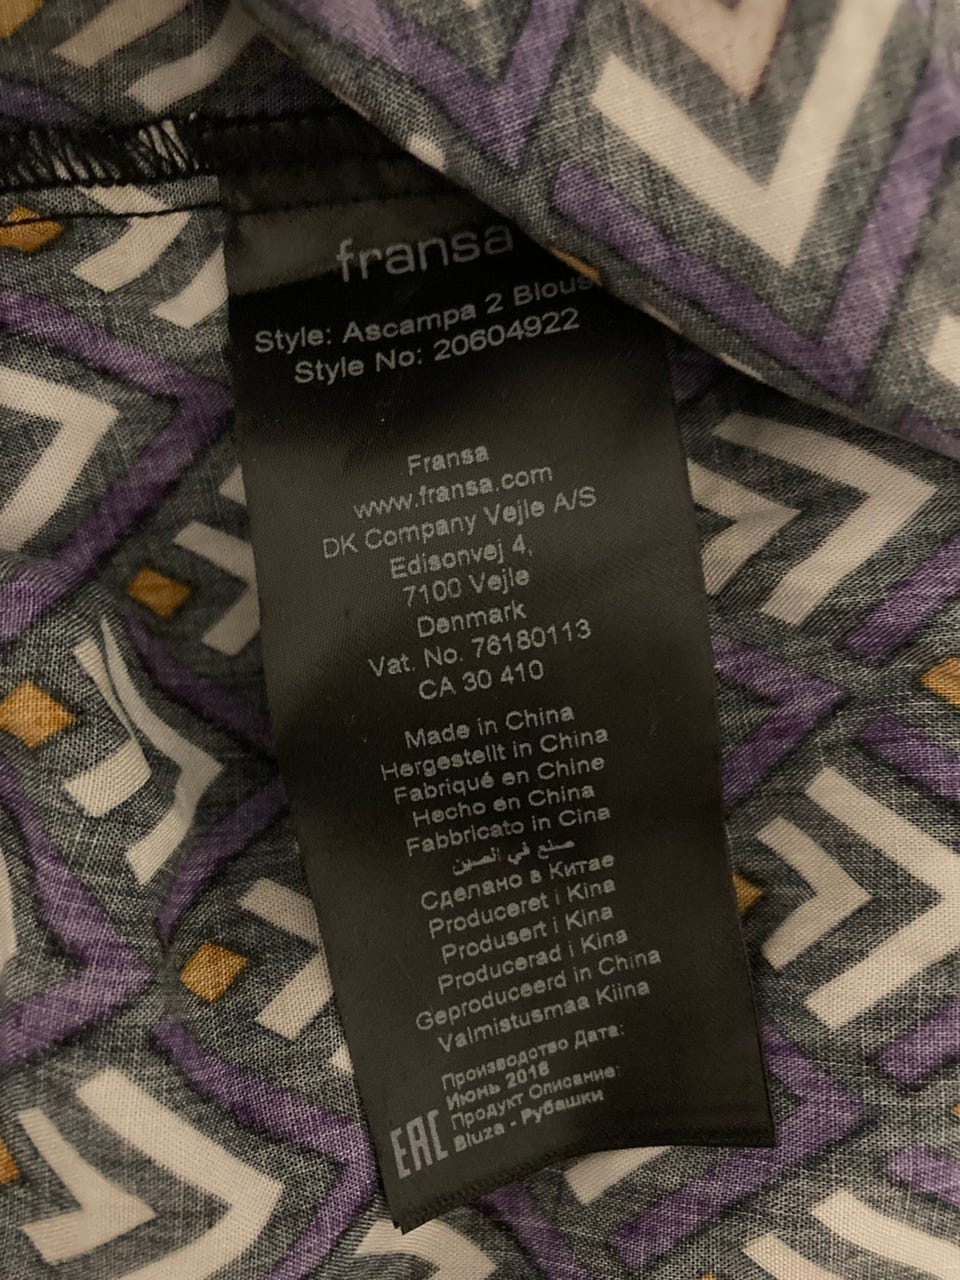 fransa
Style: Ascampa 2 Blous
Style No: 20604922
Fransa
www.fransa.com
DK Company Vejle A/S
Edisonvej 4,
7100 Vejle
Denmark
Vat. No. 76180113
CA 30 410
Made in China
Hergestellt in China
Fabriqué en Chine
Hecho en China
Fabbricato in Cina
صنع في الصين
Сделано в Китае
Produceret i Kina
Produsert i Kina
Producerad i Kina
Geproduceerd in China
Valmistusmaa Kiina
Производство Дата:
Июнь 2018
Продукт Описание:
Bluza - Рубашки
EAC